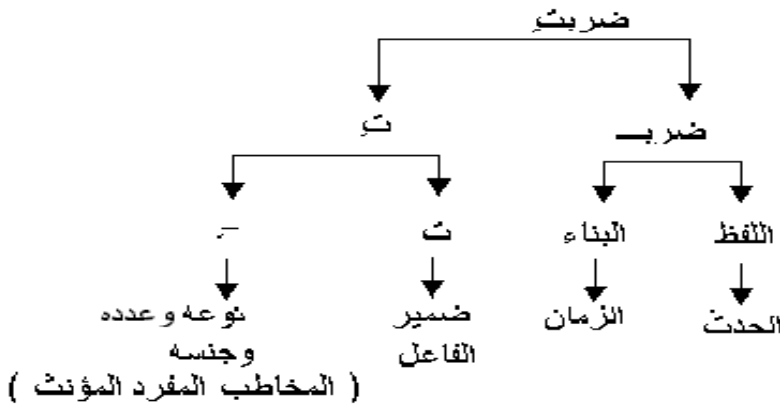 ضربتِ
ضربـ
تِ
اللفظ
البناء
ت
ـِ
الحدث
الزمان
ضمير
الفاعل
نوعه وعدده
وجنسه
( المخاطب المفرد المؤنث )